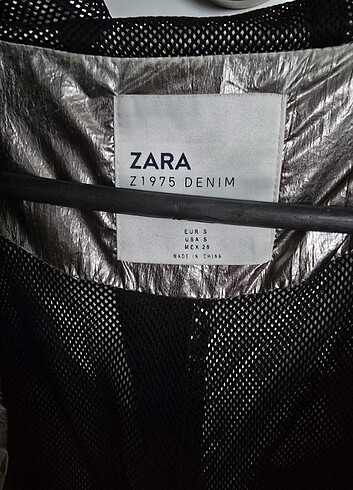 ZARA
Z1975 DENIM
EUR S
USA S
MEX 26
MADE IN CHINA